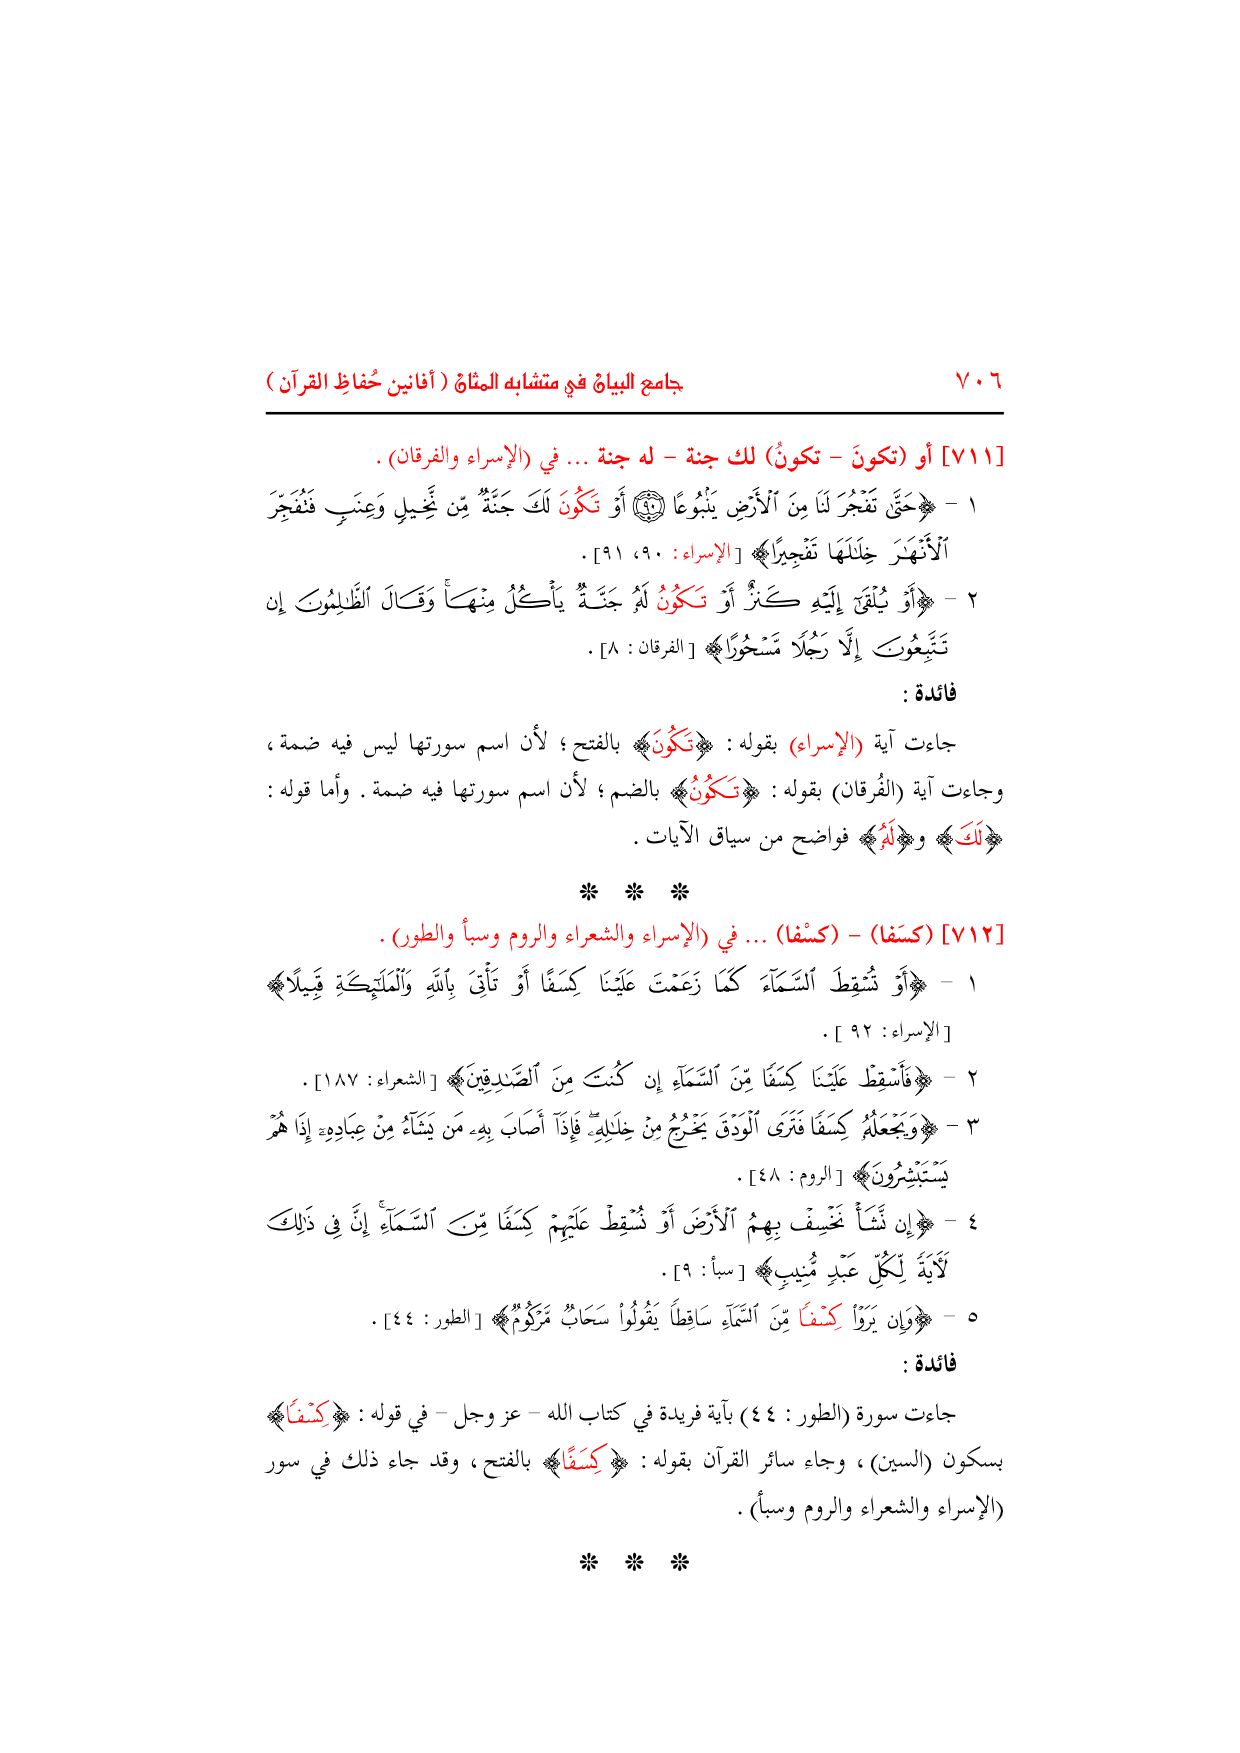 ٧٠٦ جامع البيان في متشابه المثان ( أفانين حُفاظِ القرآن )
[٧١١] أو (تكونَ – تكونُ) لك جنة – له جنة ... في (الإسراء والفرقان) .
١ – ﴿حَتَّىٰ تَفۡجُرَ لَنَا مِنَ ٱلۡأَرۡضِ يَنۢبُوعًا ٩٠ أَوۡ تَكُونَ لَكَ جَنَّةٞ مِّن نَّخِيلٖ وَعِنَبٖ فَتُفَجِّرَ
ٱلۡأَنۡهَٰرَ خِلَٰلَهَا تَفۡجِيرًا﴾ [الإسراء : ٩٠، ٩١] .
٢ – ﴿أَوۡ يُلۡقَىٰٓ إِلَيۡهِ كَنزٌ أَوۡ تَكُونُ لَهُۥ جَنَّةٞ يَأۡكُلُ مِنۡهَاۚ وَقَالَ ٱلظَّٰلِمُونَ إِن
تَتَّبِعُونَ إِلَّا رَجُلٗا مَّسۡحُورًا﴾ [الفرقان : ٨] .
فائدة :
جاءت آية (الإسراء) بقوله : ﴿تَكُونَ﴾ بالفتح ؛ لأن اسم سورتها ليس فيه ضمة ،
وجاءت آية (الفُرقان) بقوله : ﴿تَكُونُ﴾ بالضم ؛ لأن اسم سورتها فيه ضمة . وأما قوله :
﴿لَكَ﴾ و﴿لَهُۥ﴾ فواضح من سياق الآيات .
❊ ❊ ❊
[٧١٢] (كسَفا) – (كسْفا) ... في (الإسراء والشعراء والروم وسبأ والطور) .
١ – ﴿أَوۡ تُسۡقِطَ ٱلسَّمَآءَ كَمَا زَعَمۡتَ عَلَيۡنَا كِسَفًا أَوۡ تَأۡتِيَ بِٱللَّهِ وَٱلۡمَلَٰٓئِكَةِ قَبِيلًا﴾
[الإسراء : ٩٢ ] .
٢ – ﴿فَأَسۡقِطۡ عَلَيۡنَا كِسَفٗا مِّنَ ٱلسَّمَآءِ إِن كُنتَ مِنَ ٱلصَّٰدِقِينَ﴾ [الشعراء : ١٨٧] .
٣ – ﴿وَيَجۡعَلُهُۥ كِسَفٗا فَتَرَى ٱلۡوَدۡقَ يَخۡرُجُ مِنۡ خِلَٰلِهِۦۖ فَإِذَآ أَصَابَ بِهِۦ مَن يَشَآءُ مِنۡ عِبَادِهِۦٓ إِذَا هُمۡ
يَسۡتَبۡشِرُونَ﴾ [الروم : ٤٨] .
٤ – ﴿إِن نَّشَأۡ نَخۡسِفۡ بِهِمُ ٱلۡأَرۡضَ أَوۡ نُسۡقِطۡ عَلَيۡهِمۡ كِسَفٗا مِّنَ ٱلسَّمَآءِۚ إِنَّ فِي ذَٰلِكَ
لَأٓيَةٗ لِّكُلِّ عَبۡدٖ مُّنِيبٖ﴾ [سبأ : ٩] .
٥ – ﴿وَإِن يَرَوۡاْ كِسۡفٗا مِّنَ ٱلسَّمَآءِ سَاقِطٗا يَقُولُواْ سَحَابٞ مَّرۡكُومٞ﴾ [الطور : ٤٤] .
فائدة :
جاءت سورة (الطور : ٤٤) بآية فريدة في كتاب الله – عز وجل – في قوله : ﴿كِسۡفٗا﴾
بسكون (السين) ، وجاء سائر القرآن بقوله : ﴿كِسَفًا﴾ بالفتح ، وقد جاء ذلك في سور
(الإسراء والشعراء والروم وسبأ) .
❊ ❊ ❊